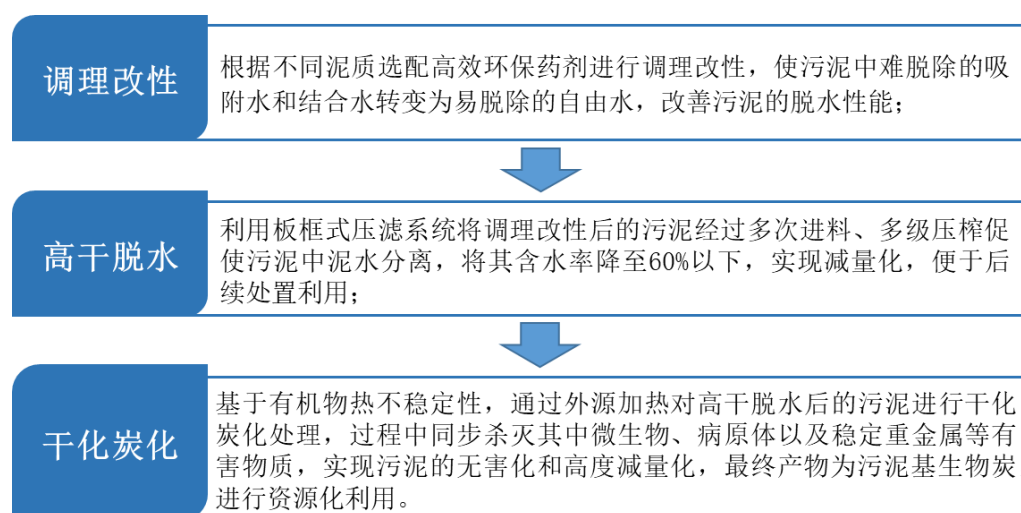 调理改性
根据不同泥质选配高效环保药剂进行调理改性，使污泥中难脱除的吸
附水和结合水转变为易脱除的自由水，改善污泥的脱水性能；
高干脱水
利用板框式压滤系统将调理改性后的污泥经过多次进料、多级压榨促
使污泥中泥水分离，将其含水率降至60%以下，实现减量化，便于后
续处置利用；
干化炭化
基于有机物热不稳定性，通过外源加热对高干脱水后的污泥进行干化
炭化处理，过程中同步杀灭其中微生物、病原体以及稳定重金属等有
害物质，实现污泥的无害化和高度减量化，最终产物为污泥基生物炭
进行资源化利用。